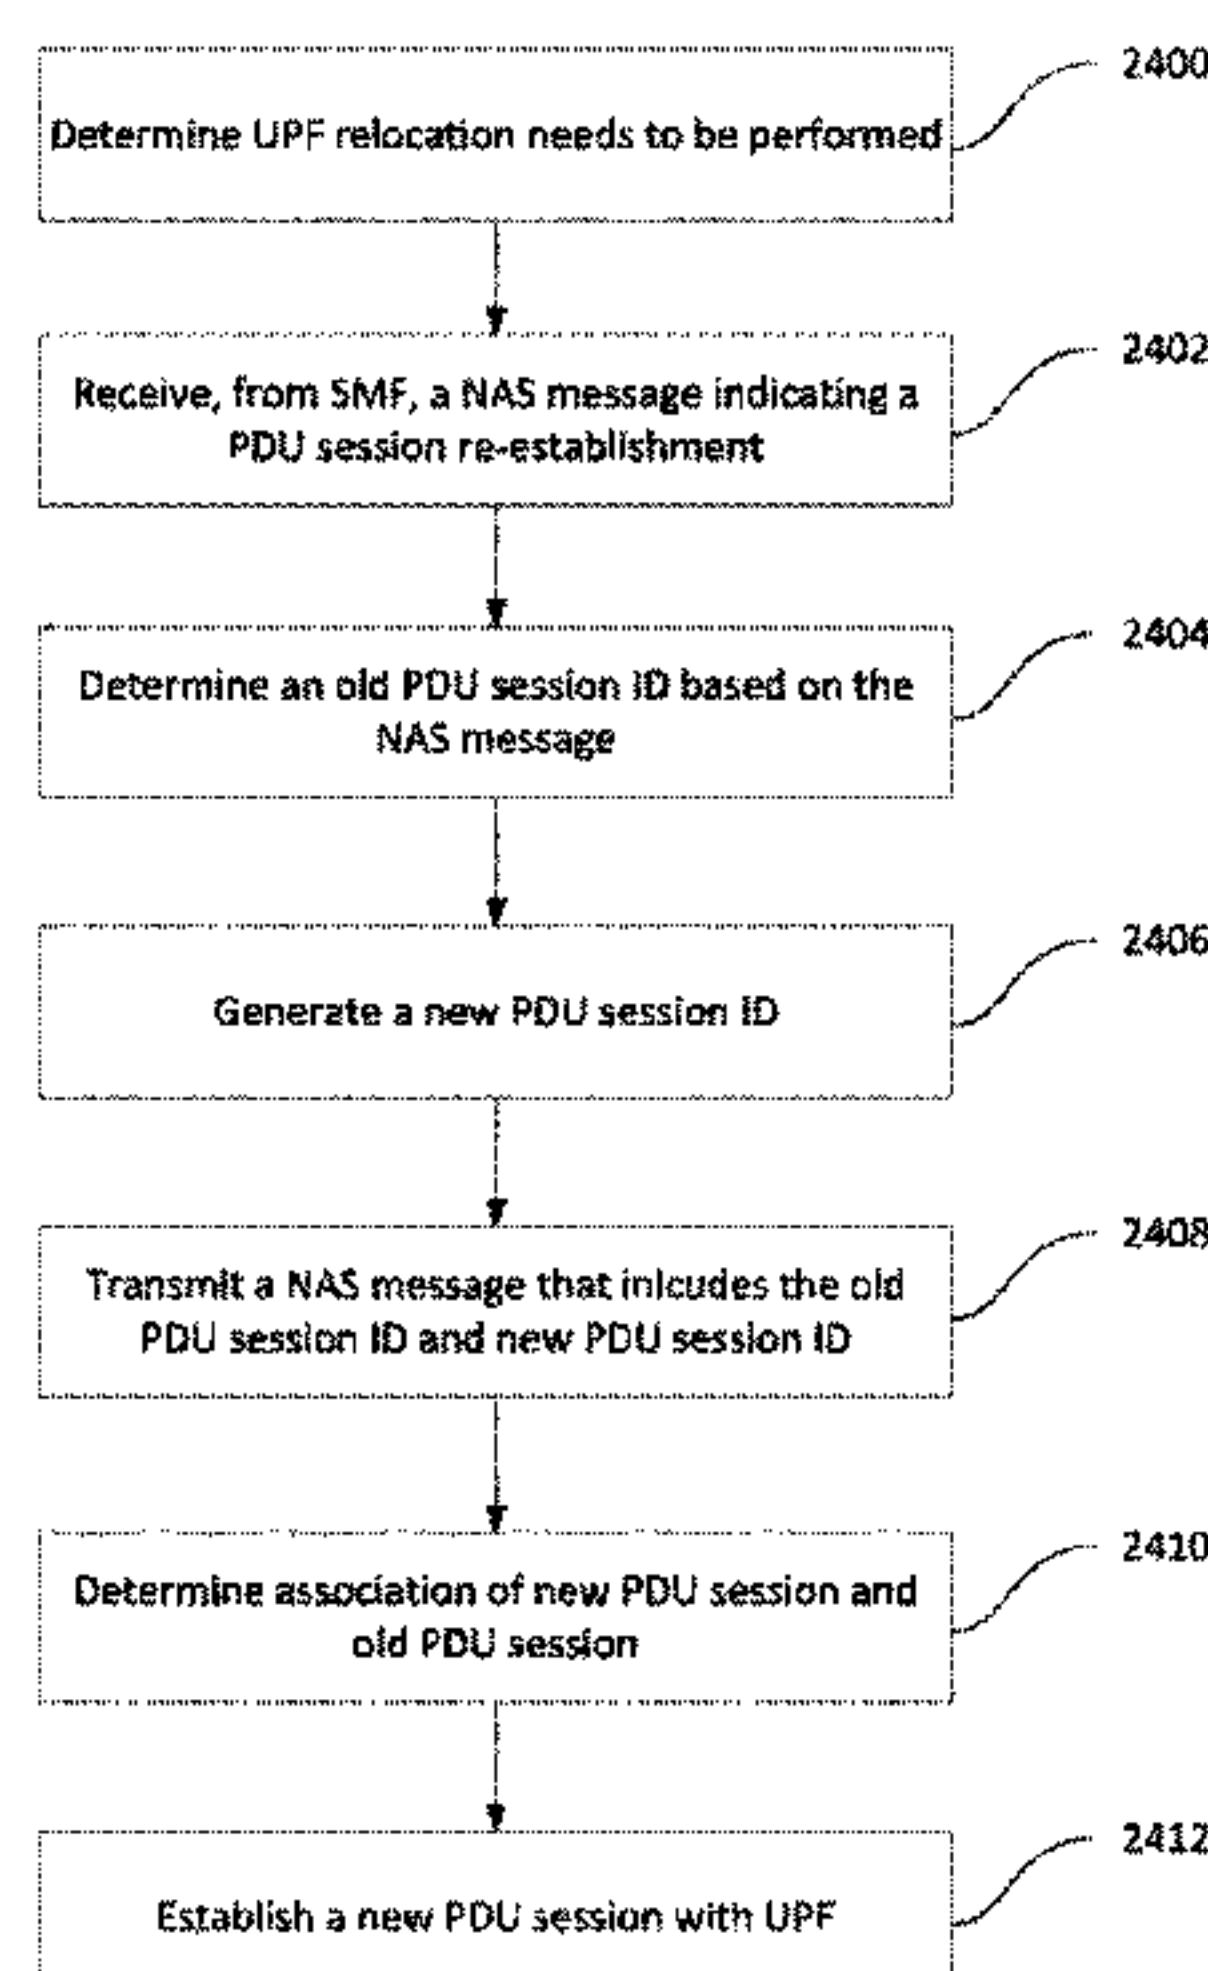 Determine UPF relocation needs to be performed
2400
Receive, from SMF, a NAS message indicating a
PDU session re-establishment
2402
Determine an old PDU session ID based on the
NAS message
2404
Generate a new PDU session ID
2406
Transmit a NAS message that inlcudes the old
PDU session ID and new PDU session ID
2408
Determine association of new PDU session and
old PDU session
2410
Establish a new PDU session with UPF
2412